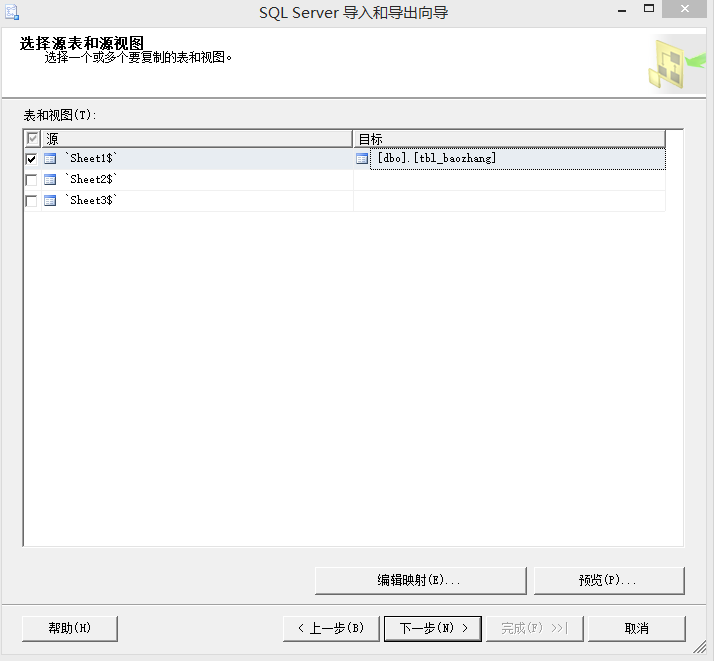 SQL Server 导入和导出向导
选择源表和源视图
选择一个或多个要复制的表和视图。
表和视图(T):
源 目标
`Sheet1$` [dbo].[tbl_baozhang]
`Sheet2$`
`Sheet3$`
编辑映射(E)... 预览(P)...
帮助(H) < 上一步(B) 下一步(N) > 完成(F) >>| 取消